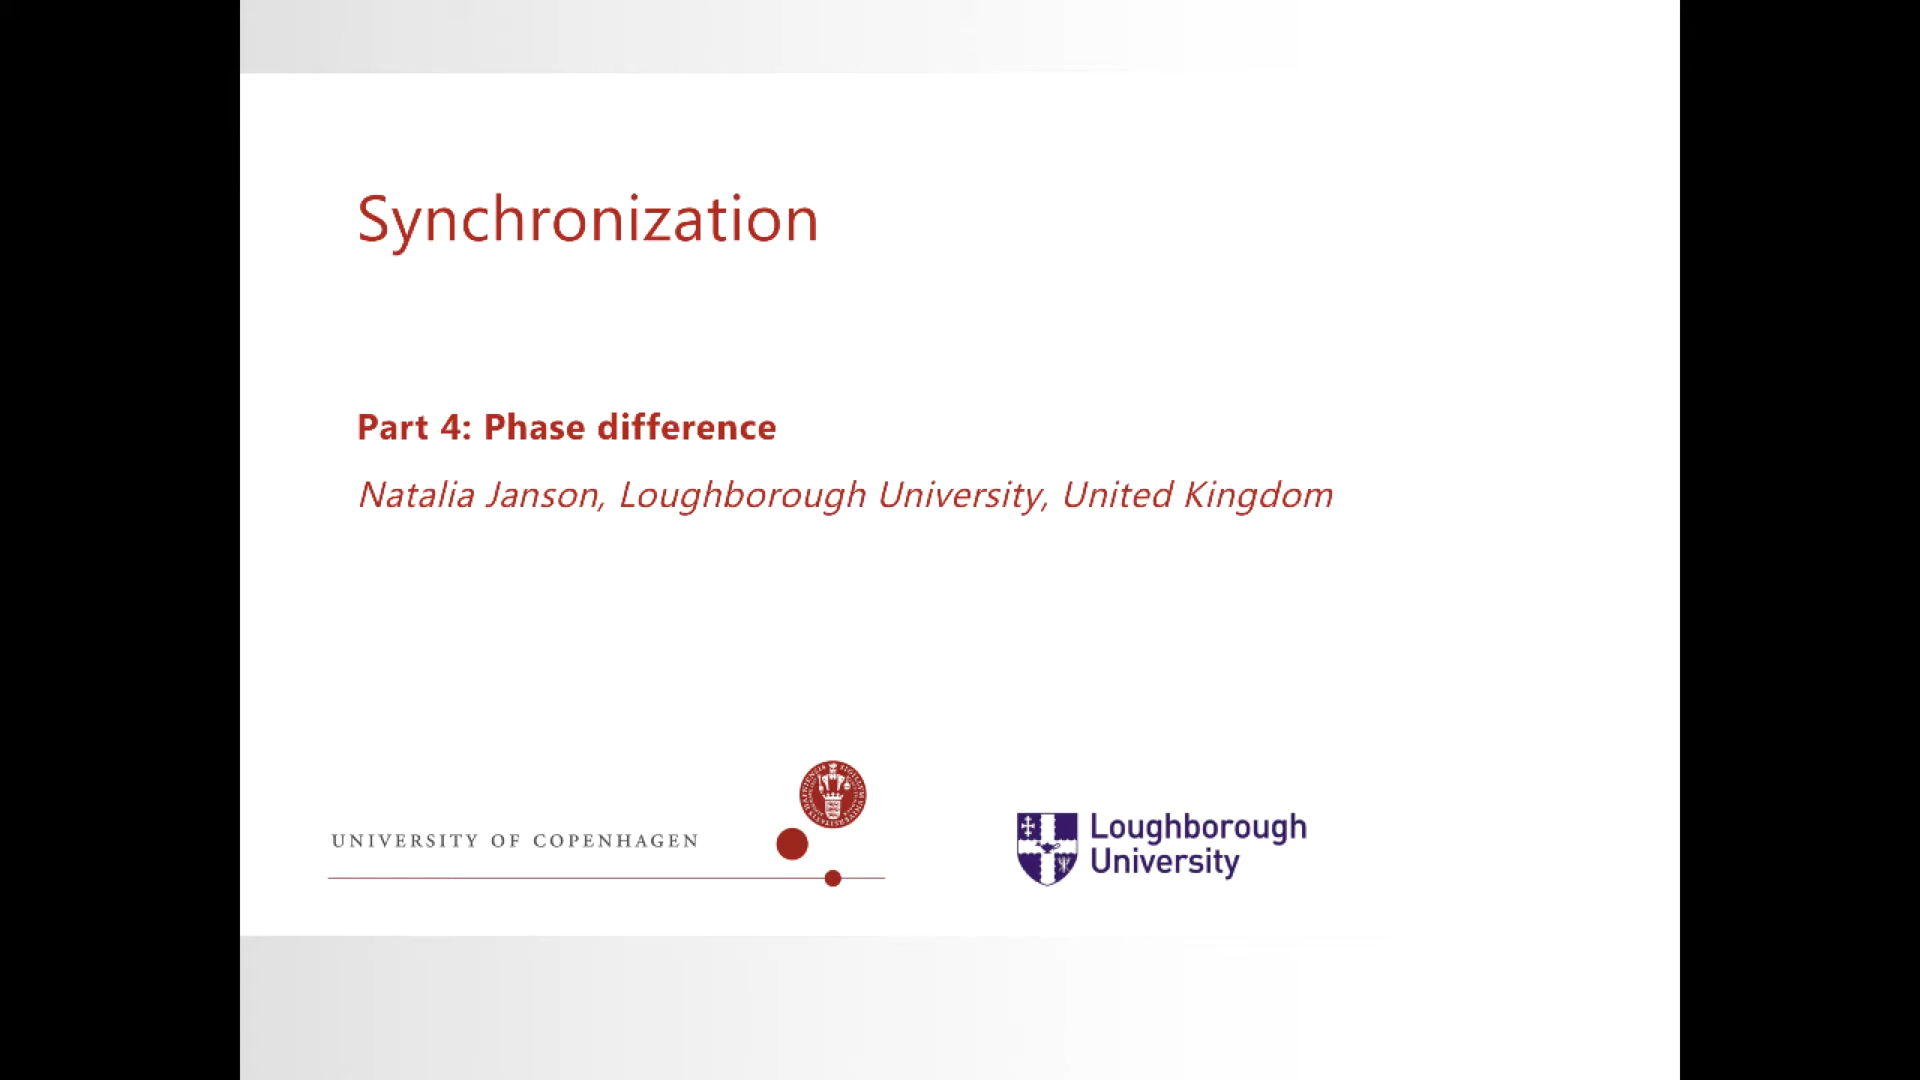 Synchronization
Part 4: Phase difference
Natalia Janson, Loughborough University, United Kingdom
UNIVERSITY OF COPENHAGEN
Loughborough
University